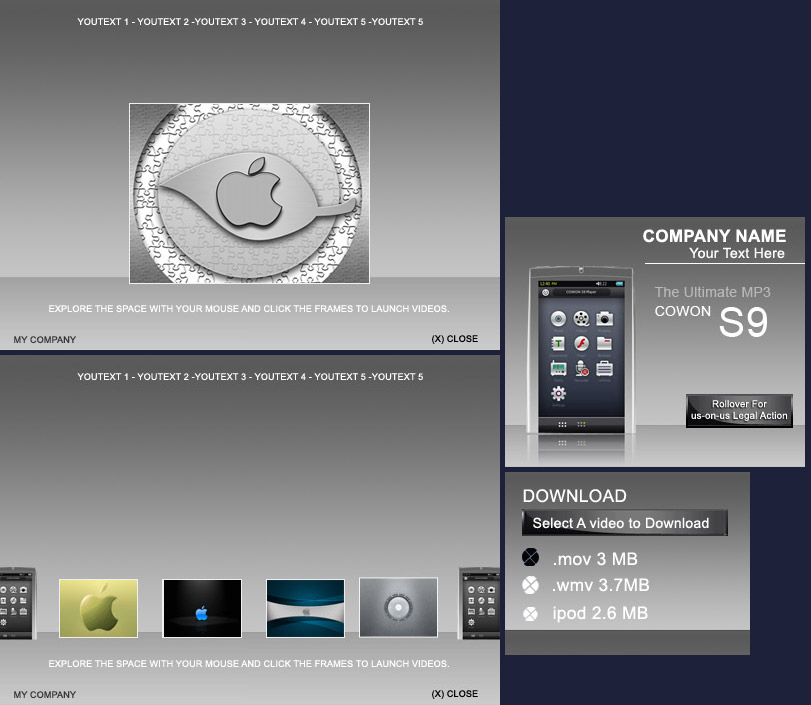 YOUTEXT 1 - YOUTEXT 2 -YOUTEXT 3 - YOUTEXT 4 - YOUTEXT 5 -YOUTEXT 5
EXPLORE THE SPACE WITH YOUR MOUSE AND CLICK THE FRAMES TO LAUNCH VIDEOS.
MY COMPANY
(X) CLOSE
YOUTEXT 1 - YOUTEXT 2 -YOUTEXT 3 - YOUTEXT 4 - YOUTEXT 5 -YOUTEXT 5
EXPLORE THE SPACE WITH YOUR MOUSE AND CLICK THE FRAMES TO LAUNCH VIDEOS.
MY COMPANY
(X) CLOSE
COMPANY NAME
Your Text Here
The Ultimate MP3
COWON S9
COWON S9 Player
Rollover For
us-on-us Legal Action
DOWNLOAD
Select A video to Download
.mov 3 MB
.wmv 3.7MB
ipod 2.6 MB